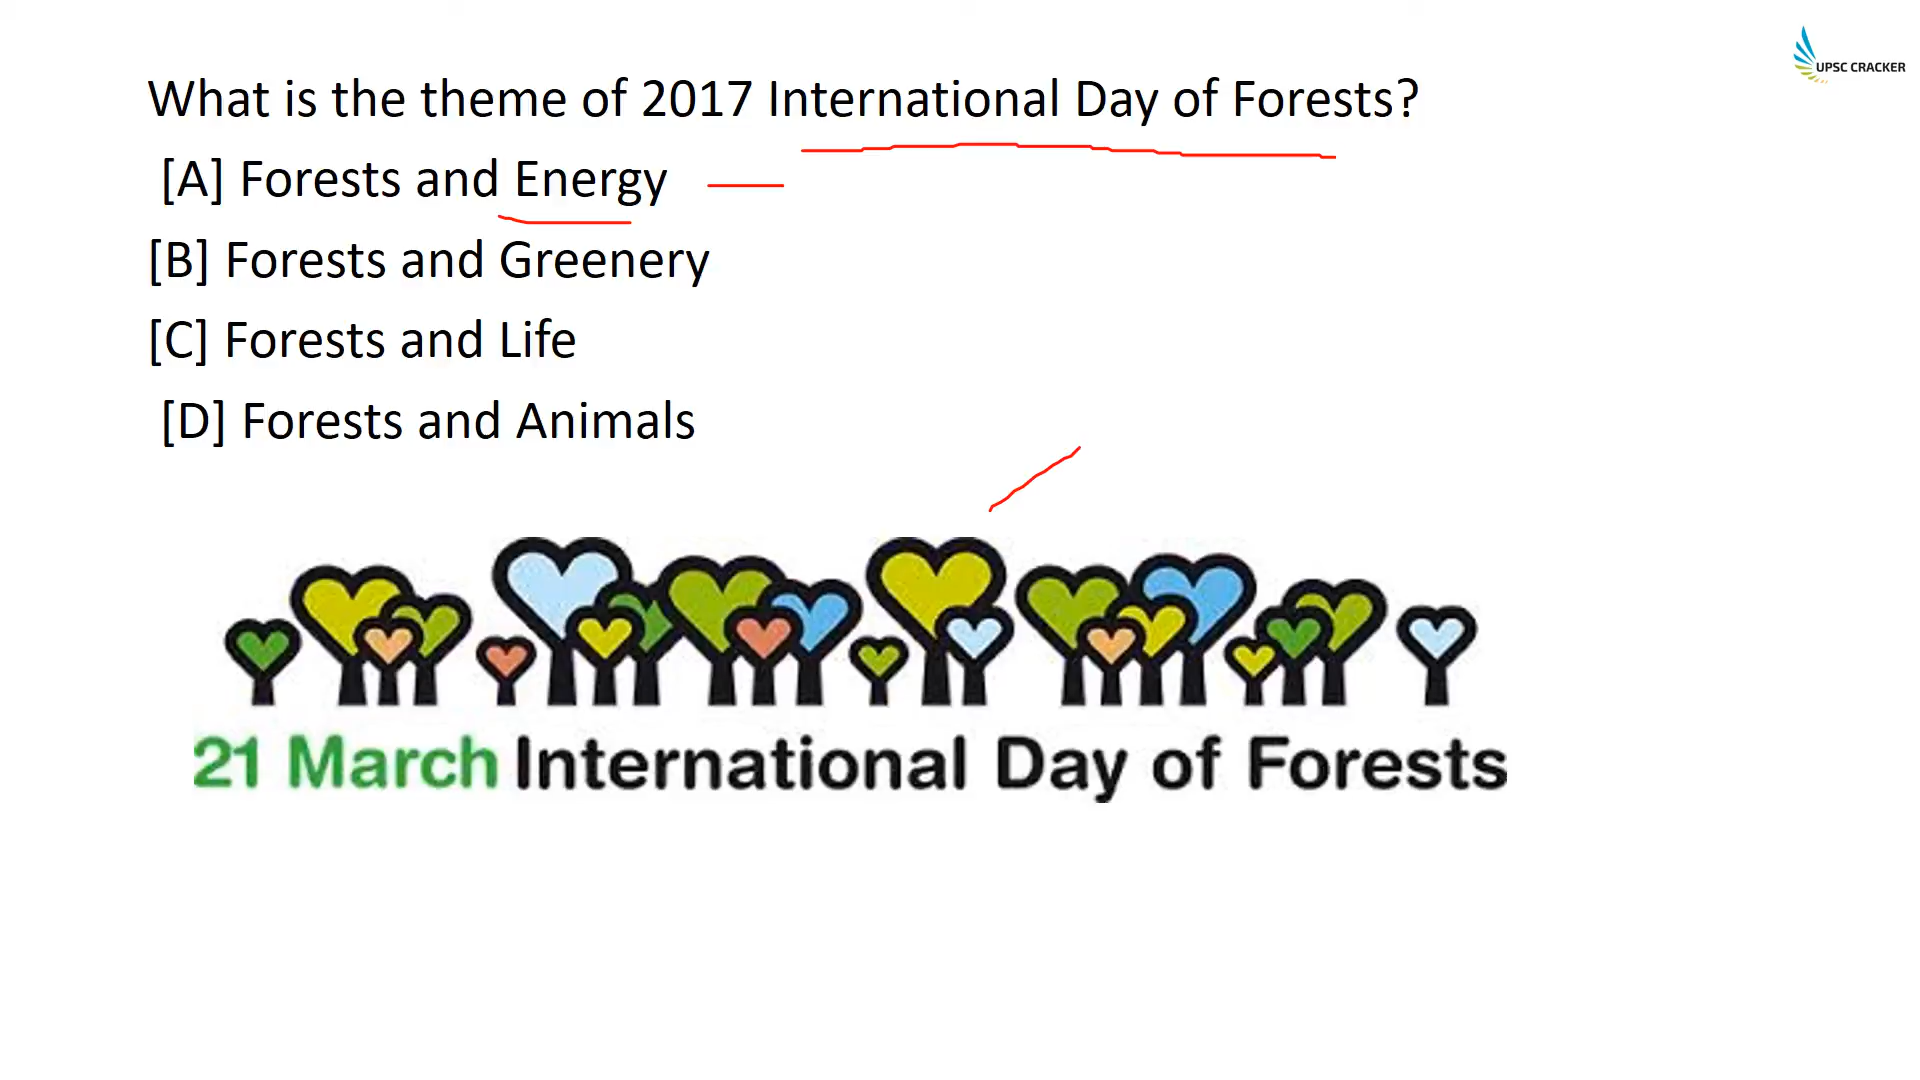 UPSC CRACKER
What is the theme of 2017 International Day of Forests?
[A] Forests and Energy
[B] Forests and Greenery
[C] Forests and Life
[D] Forests and Animals
21 March International Day of Forests